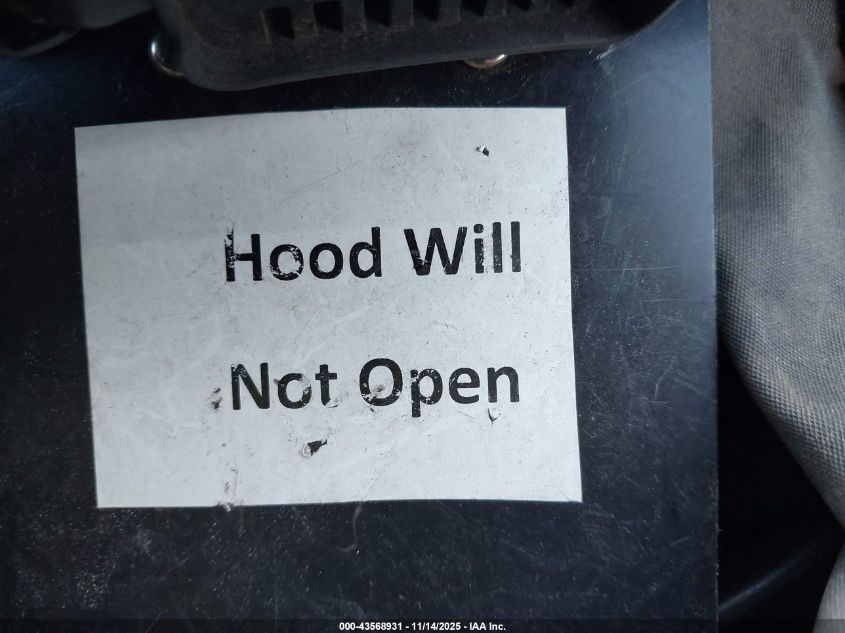 Hood Will
Not Open
000-43568931 - 11/14/2025 - IAA Inc.